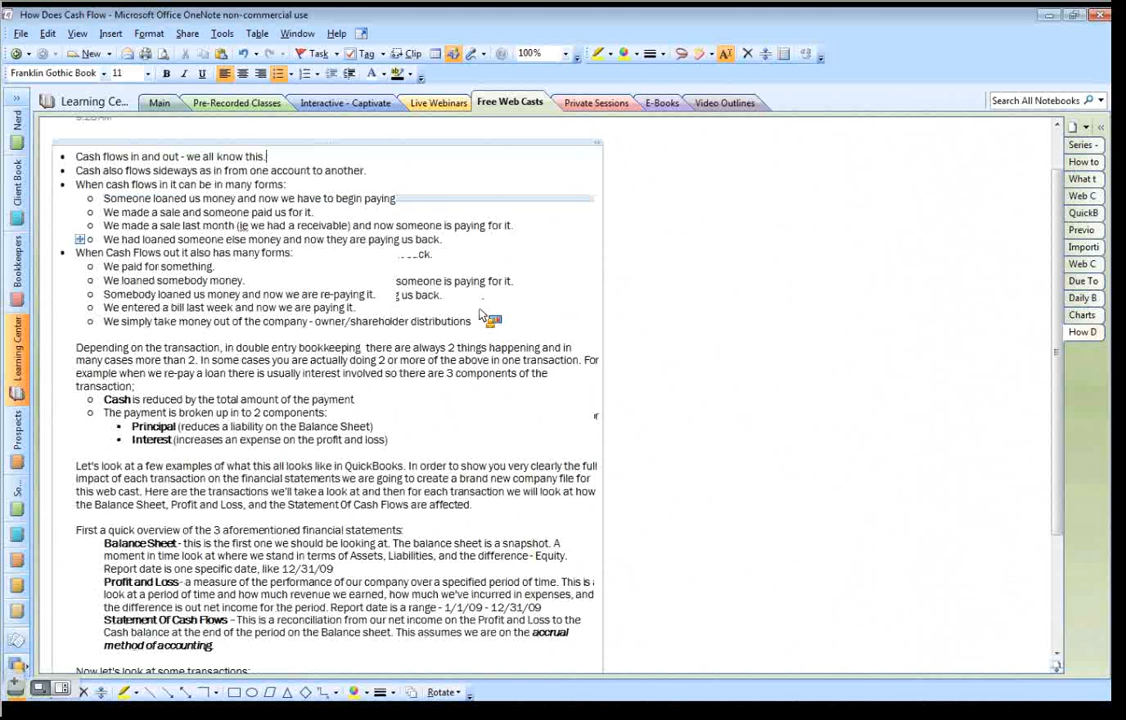 How Does Cash Flow - Microsoft Office OneNote non-commercial use
File Edit View Insert Format Share Tools Table Window Help
New Task Tag Clip 100%
Franklin Gothic Book 11 B I U A ab
Learning Ce... Main Pre-Recorded Classes Interactive - Captivate Live Webinars Free Web Casts Private Sessions E-Books Video Outlines Search All Notebooks
Cash flows in and out - we all know this.
Cash also flows sideways as in from one account to another.
When cash flows in it can be in many forms:
Someone loaned us money and now we have to begin paying
We made a sale and someone paid us for it.
We made a sale last month (ie we had a receivable) and now someone is paying for it.
We had loaned someone else money and now they are paying us back.
When Cash Flows out it also has many forms:
ck.
We paid for something.
We loaned somebody money.
someone is paying for it.
Somebody loaned us money and now we are re-paying it.
g us back.
We entered a bill last week and now we are paying it.
We simply take money out of the company - owner/shareholder distributions
Depending on the transaction, in double entry bookkeeping there are always 2 things happening and in
many cases more than 2. In some cases you are actually doing 2 or more of the above in one transaction. For
example when we re-pay a loan there is usually interest involved so there are 3 components of the
transaction;
Cash is reduced by the total amount of the payment
The payment is broken up in to 2 components:
Principal (reduces a liability on the Balance Sheet)
Interest (increases an expense on the profit and loss)
Let's look at a few examples of what this all looks like in QuickBooks. In order to show you very clearly the full
impact of each transaction on the financial statements we are going to create a brand new company file for
this web cast. Here are the transactions we'll take a look at and then for each transaction we will look at how
the Balance Sheet, Profit and Loss, and the Statement Of Cash Flows are affected.
First a quick overview of the 3 aforementioned financial statements:
Balance Sheet - this is the first one we should be looking at. The balance sheet is a snapshot. A
moment in time look at where we stand in terms of Assets, Liabilities, and the difference - Equity.
Report date is one specific date, like 12/31/09
Profit and Loss - a measure of the performance of our company over a specified period of time. This is
look at a period of time and how much revenue we earned, how much we've incurred in expenses, and
the difference is out net income for the period. Report date is a range - 1/1/09 - 12/31/09
Statement Of Cash Flows - This is a reconciliation from our net income on the Profit and Loss to the
Cash balance at the end of the period on the Balance sheet. This assumes we are on the accrual
method of accounting.
Now let's look at some transactions:
Nerd
Client Book
Bookkeepers
Learning Center
Prospects
So...
Series -
How to
What t
Web C
QuickB
Previo
Importi
Web C
Due To
Daily B
Charts
How D
Rotate